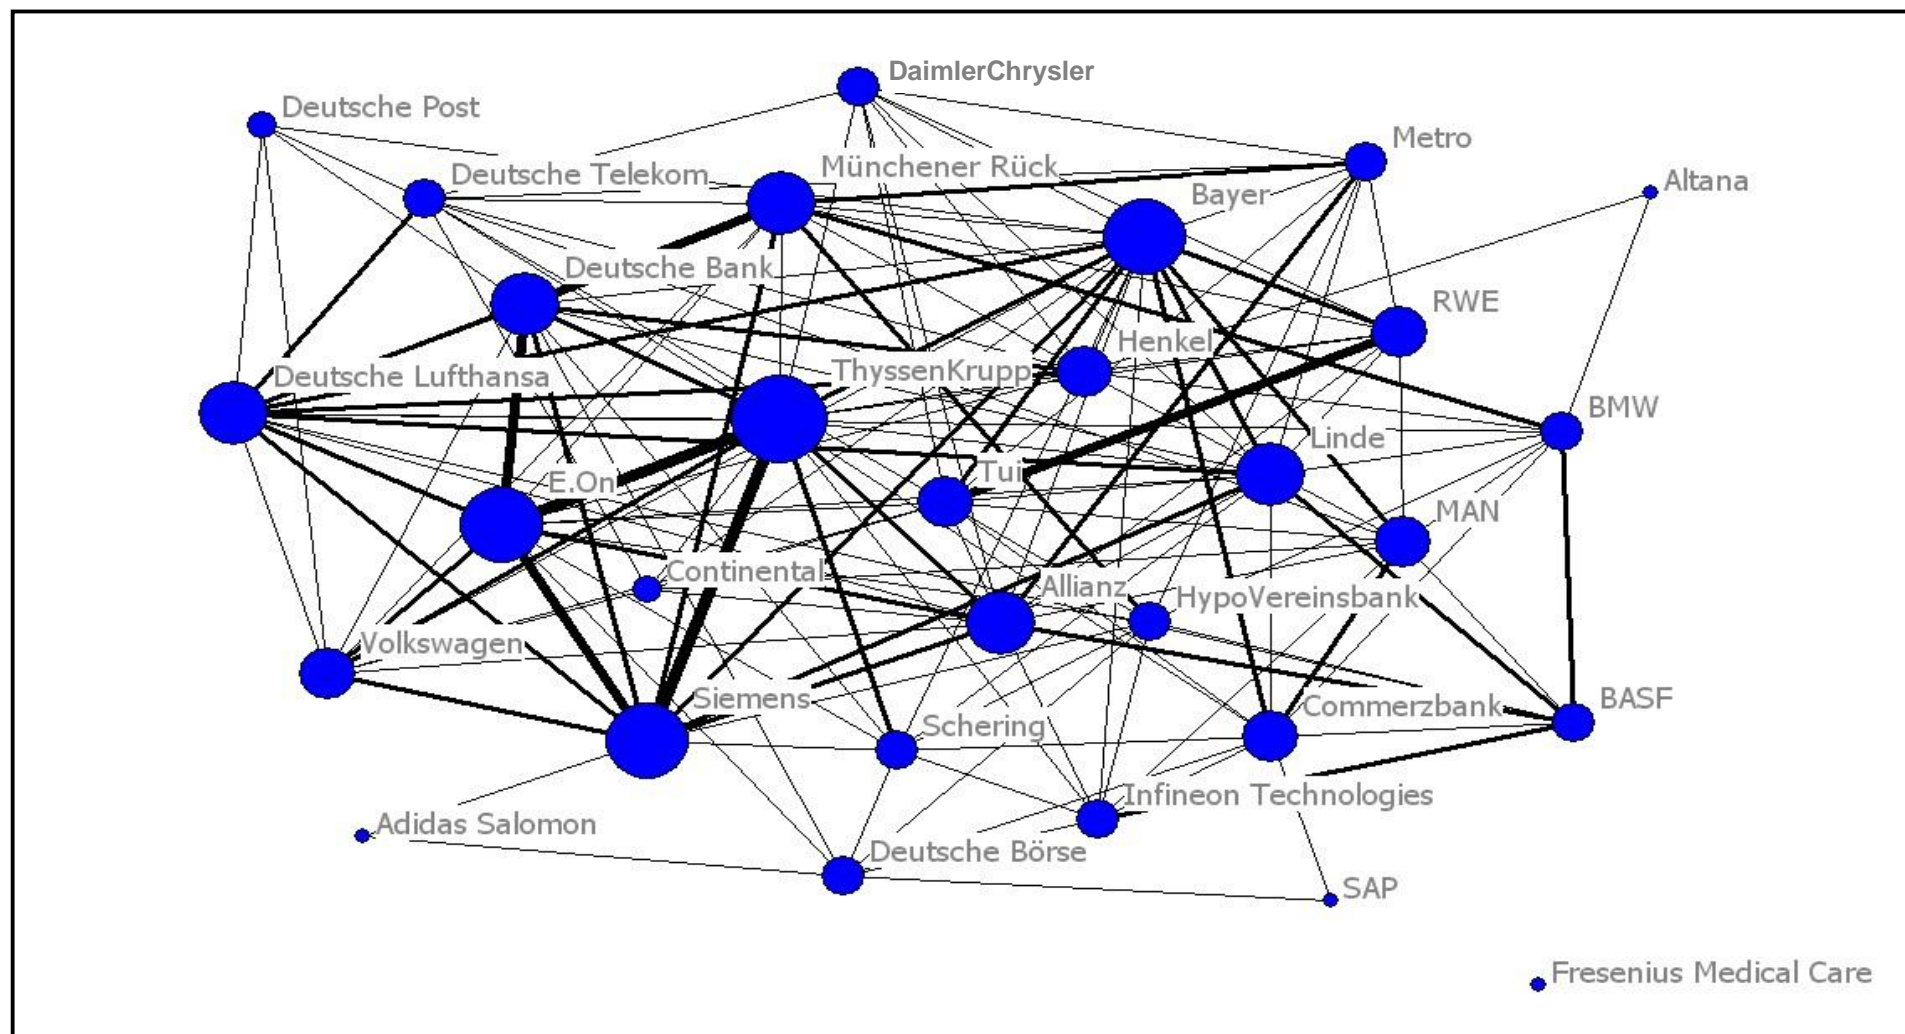 DaimlerChrysler
Deutsche Post
Metro
Münchener Rück
Deutsche Telekom
Altana
Bayer
Deutsche Bank
RWE
Henkel
ThyssenKrupp
Deutsche Lufthansa
BMW
Linde
Tui
E.On
MAN
Continental
Allianz
HypoVereinsbank
Volkswagen
Siemens
BASF
Commerzbank
Schering
Infineon Technologies
Adidas Salomon
Deutsche Börse
SAP
Fresenius Medical Care